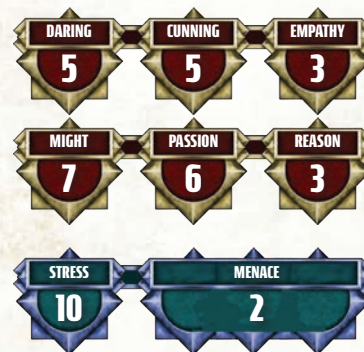 DARING CUNNING EMPATHY
5 5 3
MIGHT PASSION REASON
7 6 3
STRESS MENACE
10 2